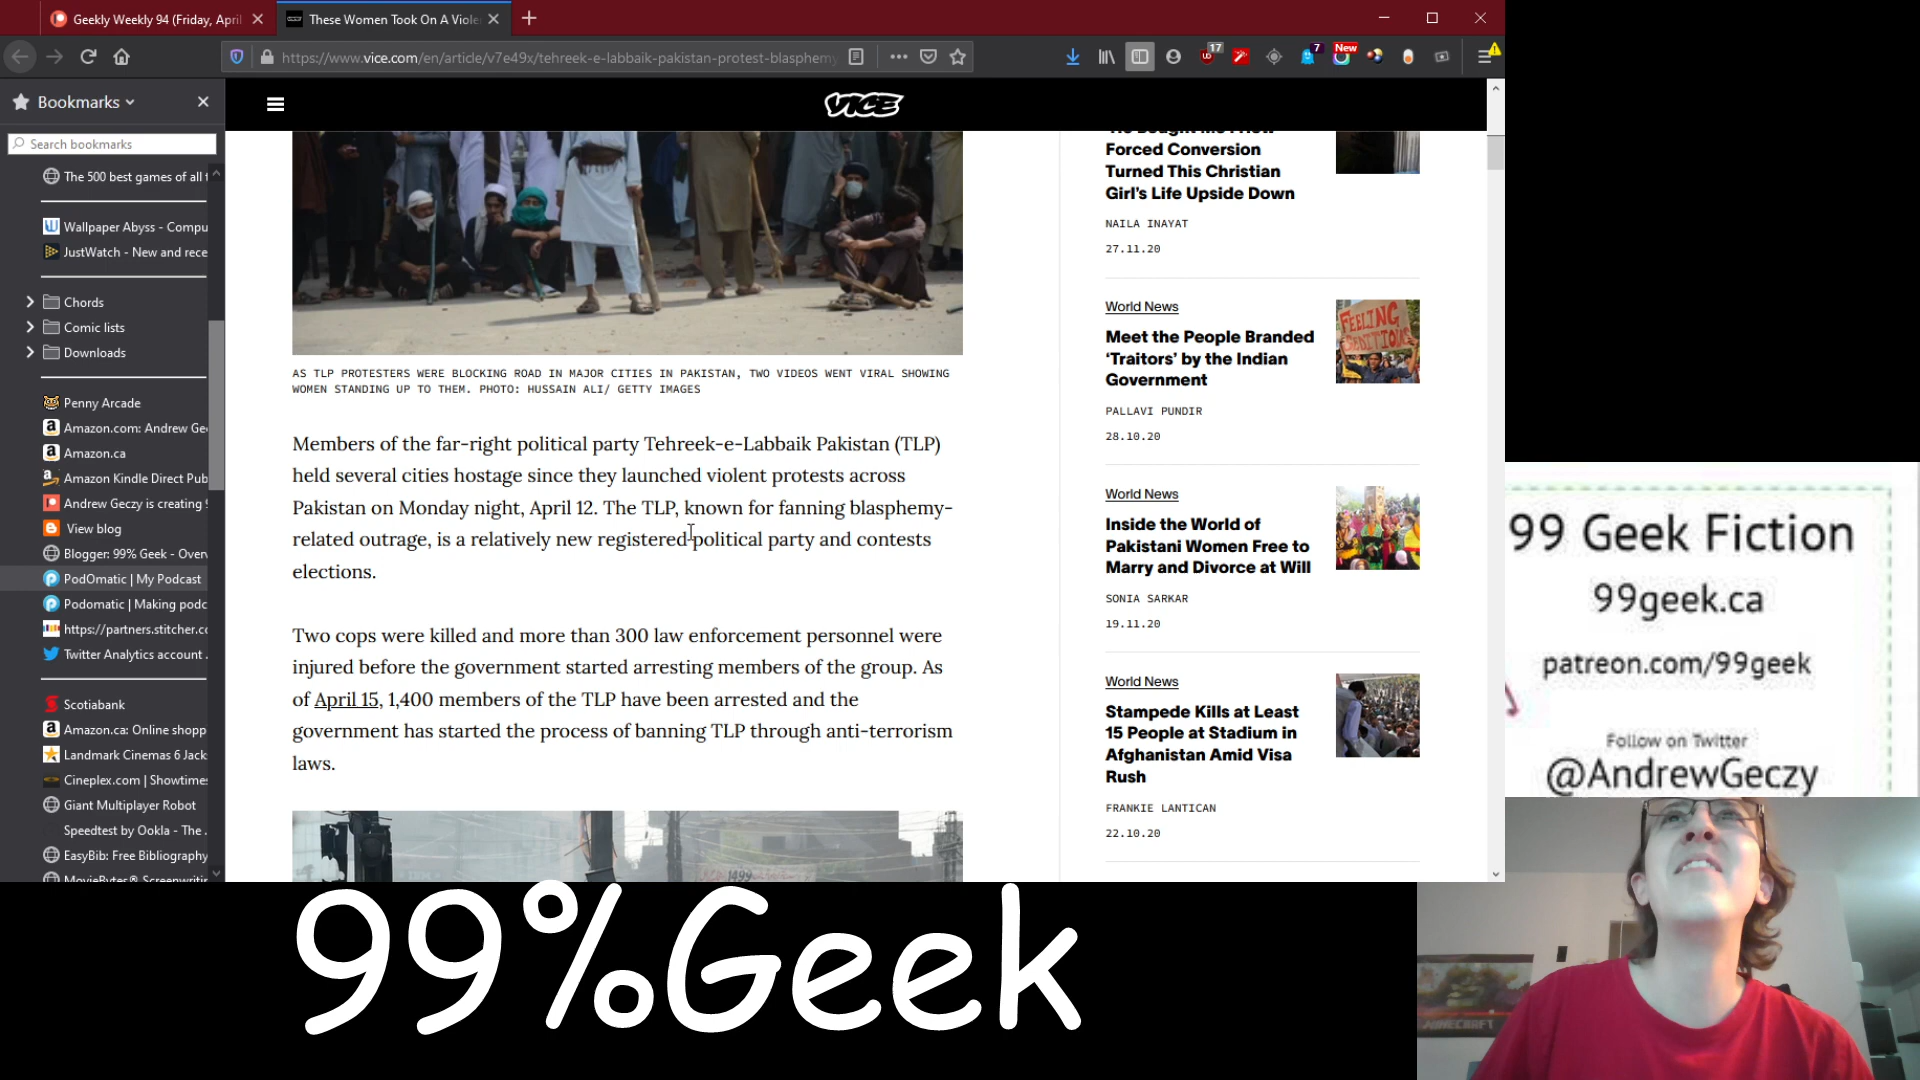 Geekly Weekly 94 (Friday, April
These Women Took On A Viole
https://www.vice.com/en/article/v7e49x/tehreek-e-labbaik-pakistan-protest-blasphemy
17
7
New
Bookmarks
Search bookmarks
The 500 best games of all t
Wallpaper Abyss - Compu
JustWatch - New and rece
Chords
Comic lists
Downloads
Penny Arcade
Amazon.com: Andrew Ge
Amazon.ca
Amazon Kindle Direct Pub
Andrew Geczy is creating
View blog
Blogger: 99% Geek - Over
PodOmatic | My Podcast
Podomatic | Making podc
https://partners.stitcher.co
Twitter Analytics account
Scotiabank
Amazon.ca: Online shopp
Landmark Cinemas 6 Jack
Cineplex.com | Showtime
Giant Multiplayer Robot
Speedtest by Ookla - The
EasyBib: Free Bibliography
MovieBytes® Screenwriti
VICE
AS TLP PROTESTERS WERE BLOCKING ROAD IN MAJOR CITIES IN PAKISTAN, TWO VIDEOS WENT VIRAL SHOWING
WOMEN STANDING UP TO THEM. PHOTO: HUSSAIN ALI/ GETTY IMAGES
Members of the far-right political party Tehreek-e-Labbaik Pakistan (TLP)
held several cities hostage since they launched violent protests across
Pakistan on Monday night, April 12. The TLP, known for fanning blasphemy-
related outrage, is a relatively new registered political party and contests
elections.
Two cops were killed and more than 300 law enforcement personnel were
injured before the government started arresting members of the group. As
of April 15, 1,400 members of the TLP have been arrested and the
government has started the process of banning TLP through anti-terrorism
laws.
1499
Forced Conversion
Turned This Christian
Girl's Life Upside Down
NAILA INAYAT
27.11.20
World News
Meet the People Branded
'Traitors' by the Indian
Government
PALLAVI PUNDIR
28.10.20
FEELING
SEDITIOUS
World News
Inside the World of
Pakistani Women Free to
Marry and Divorce at Will
SONIA SARKAR
19.11.20
World News
Stampede Kills at Least
15 People at Stadium in
Afghanistan Amid Visa
Rush
FRANKIE LANTICAN
22.10.20
99 Geek Fiction
99geek.ca
patreon.com/99geek
Follow on Twitter
@AndrewGeczy
MINECRAFT
99%Geek